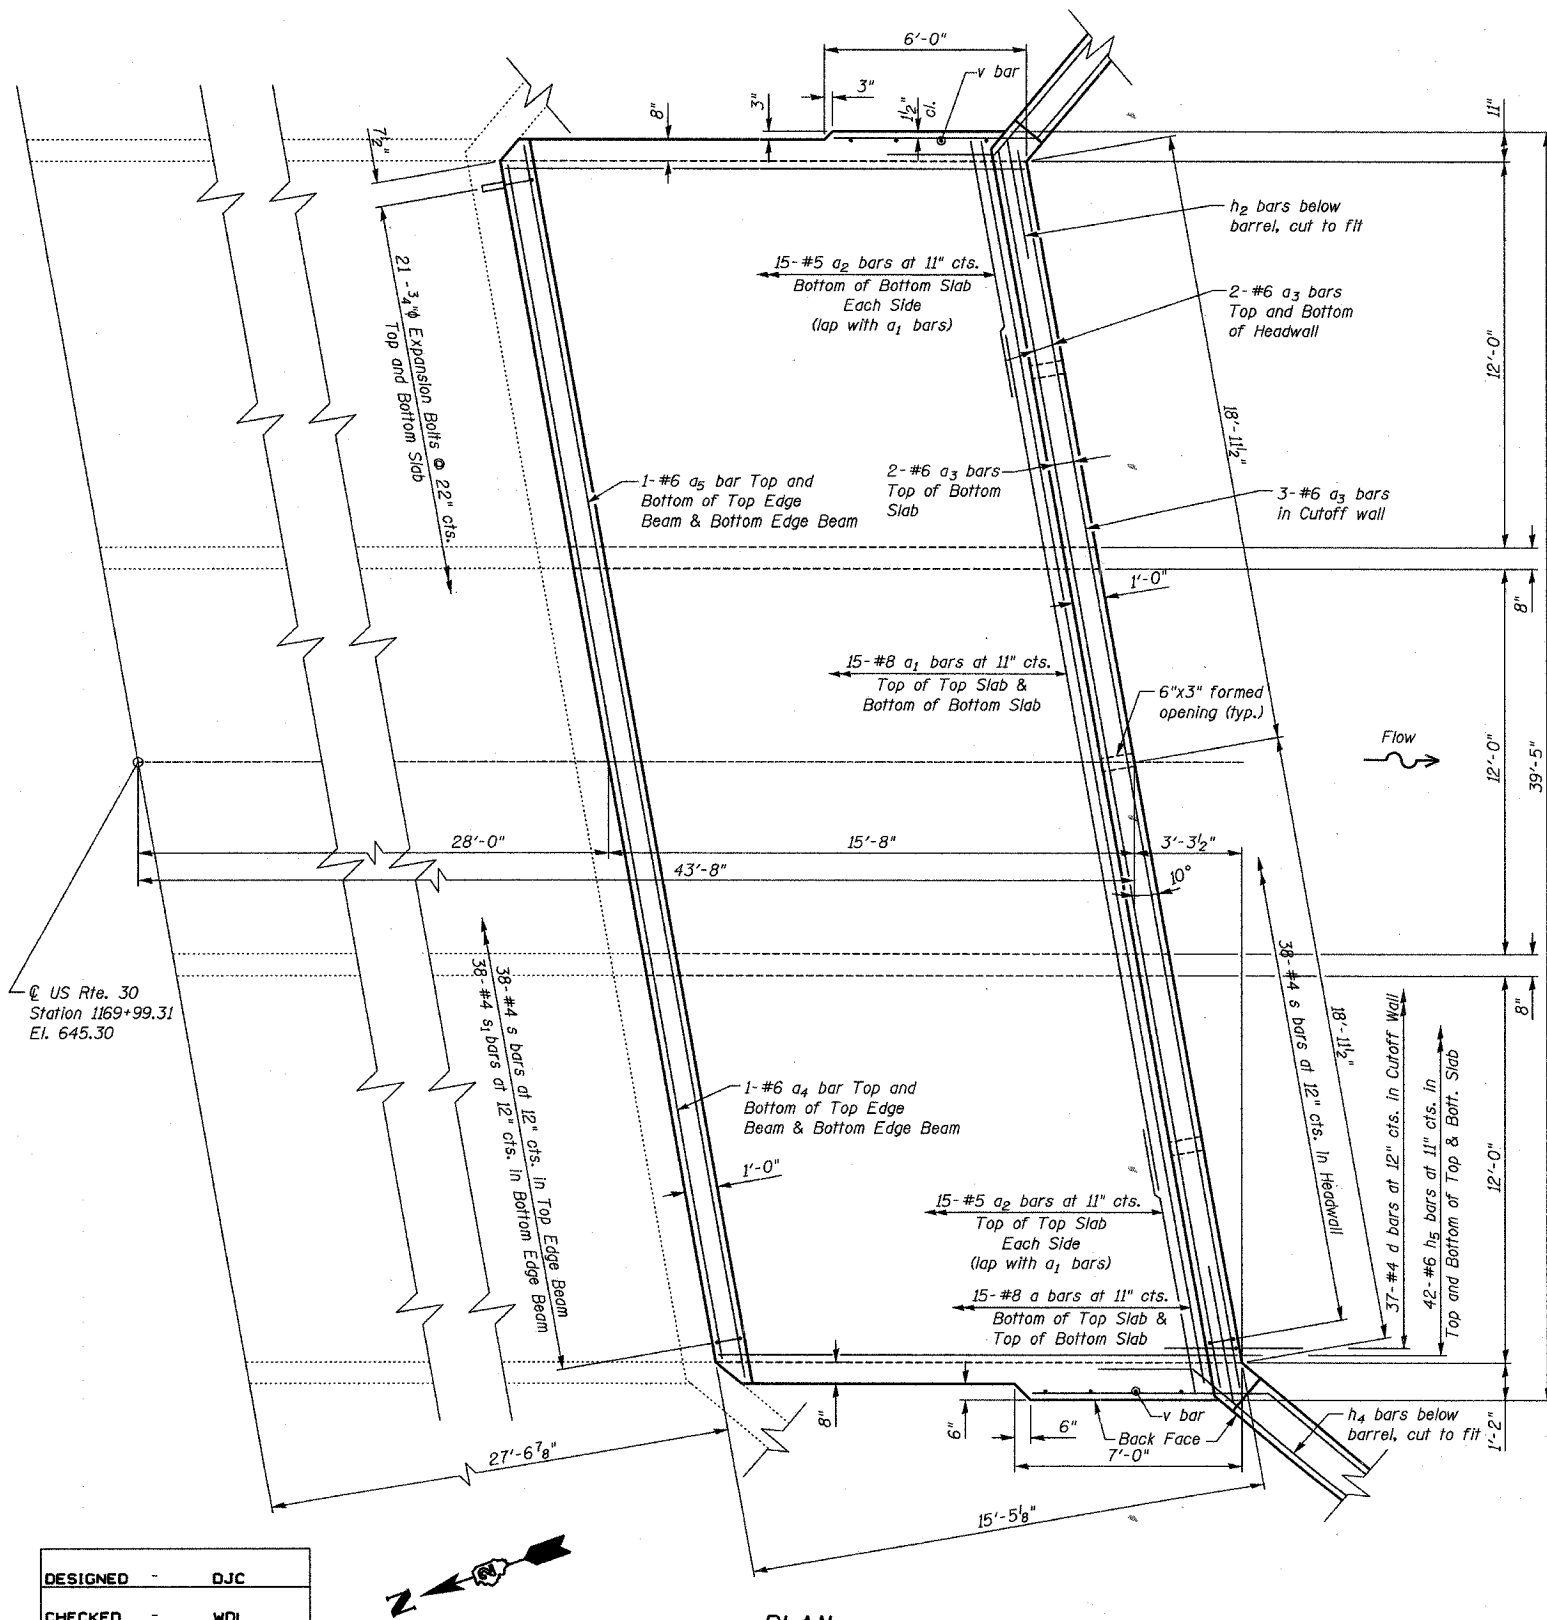 6'-0"
v bar
3"
3"
8"
1½" cl.
11"
7½"
h2 bars below
barrel, cut to fit
15-#5 a2 bars at 11" cts.
Bottom of Bottom Slab
Each Side
(lap with a1 bars)
2-#6 a3 bars
Top and Bottom
of Headwall
12'-0"
21 - ¾"ϕ Expansion Bolts @ 22" cts.
Top and Bottom Slab
18'-11½"
1-#6 a5 bar Top and
Bottom of Top Edge
Beam & Bottom Edge Beam
2-#6 a3 bars
Top of Bottom
Slab
3-#6 a3 bars
in Cutoff wall
1'-0"
8"
15-#8 a1 bars at 11" cts.
Top of Top Slab &
Bottom of Bottom Slab
6"x3" formed
opening (typ.)
Flow
12'-0"
39'-5"
28'-0"
15'-8"
3'-3½"
43'-8"
10°
℄ US Rte. 30
Station 1169+99.31
El. 645.30
38-#4 s bars at 12" cts. in Top Edge Beam
38-#4 s1 bars at 12" cts. in Bottom Edge Beam
38-#4 s bars at 12" cts. in Headwall
18'-11½"
37-#4 d bars at 12" cts. in Cutoff Wall
42-#6 h5 bars at 11" cts. in
Top and Bottom of Top & Bott. Slab
8"
1-#6 a4 bar Top and
Bottom of Top Edge
Beam & Bottom Edge Beam
1'-0"
12'-0"
15-#5 a2 bars at 11" cts.
Top of Top Slab
Each Side
(lap with a1 bars)
15-#8 a bars at 11" cts.
Bottom of Top Slab &
Top of Bottom Slab
8"
6"
6"
v bar
Back Face
7'-0"
h4 bars below
barrel, cut to fit
1'-2"
27'-6⅞"
15'-5⅛"
N
DESIGNED - DJC
CHECKED - WDL
PLAN